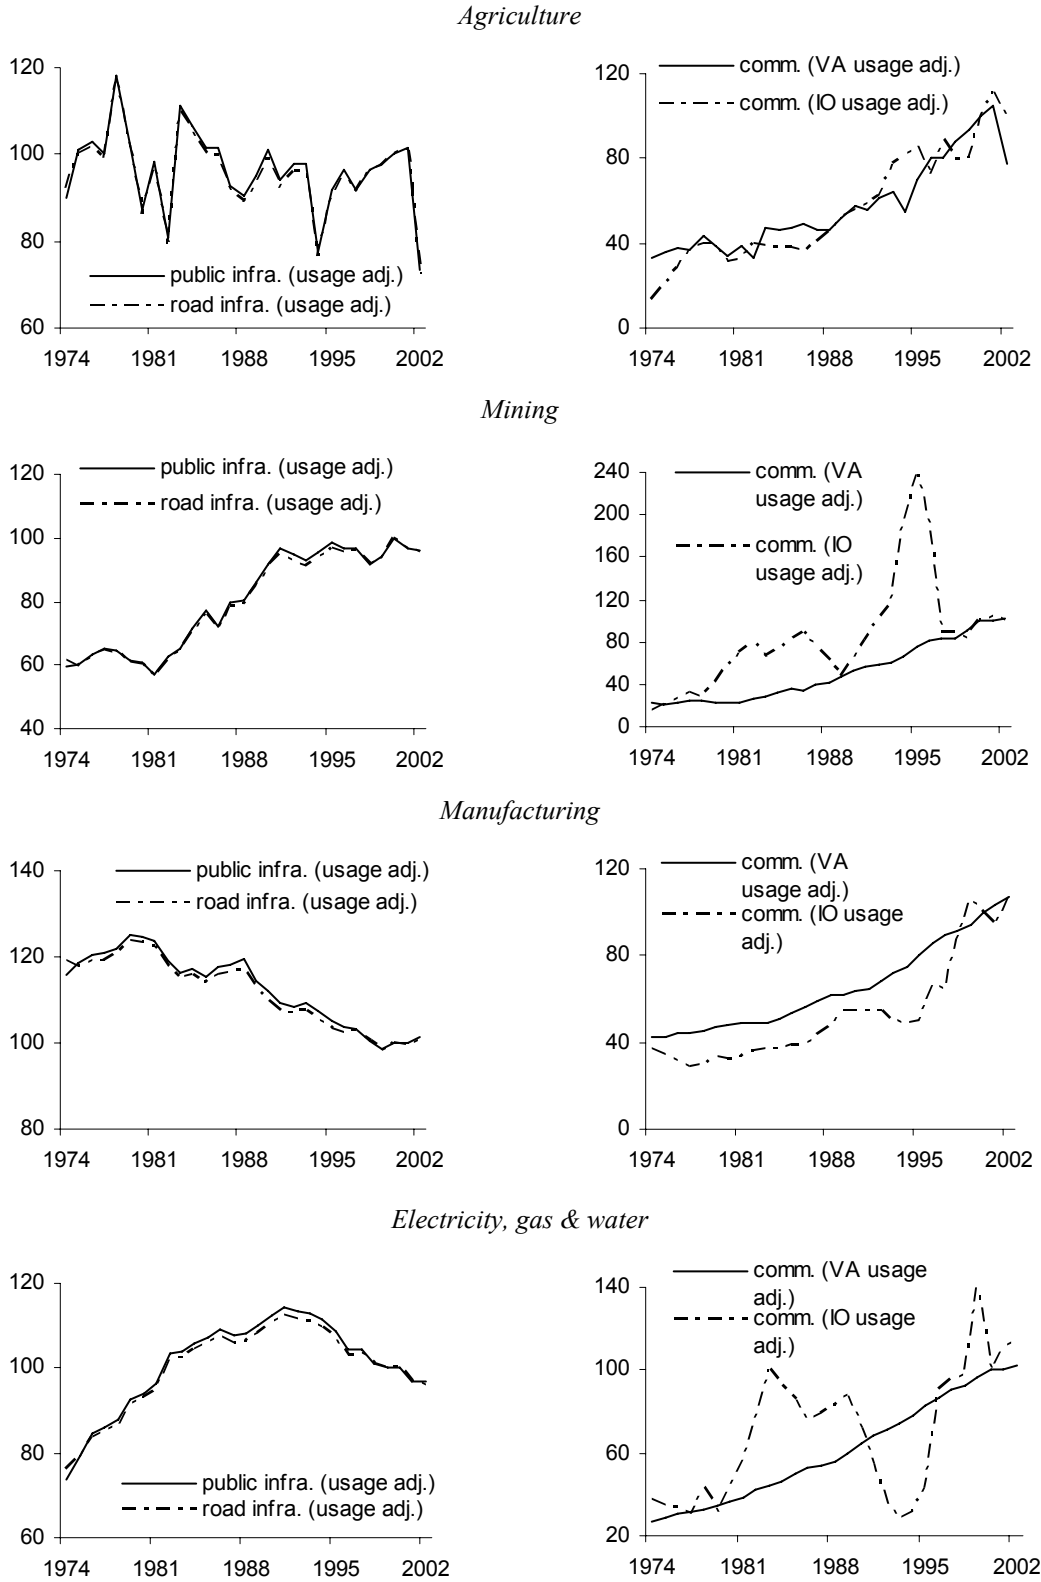 Agriculture
120
100
80
60
public infra. (usage adj.)
road infra. (usage adj.)
1974 1981 1988 1995 2002
comm. (VA usage adj.)
comm. (IO usage adj.)
120
80
40
0
1974 1981 1988 1995 2002
Mining
public infra. (usage adj.)
road infra. (usage adj.)
120
100
80
60
40
1974 1981 1988 1995 2002
comm. (VA
usage adj.)
comm. (IO
usage adj.)
240
200
160
120
80
40
0
1974 1981 1988 1995 2002
Manufacturing
public infra. (usage adj.)
road infra. (usage adj.)
140
120
100
80
1974 1981 1988 1995 2002
comm. (VA
usage adj.)
comm. (IO usage
adj.)
120
80
40
0
1974 1981 1988 1995 2002
Electricity, gas & water
120
100
80
60
public infra. (usage adj.)
road infra. (usage adj.)
1974 1981 1988 1995 2002
comm. (VA usage
adj.)
comm. (IO usage
adj.)
140
100
60
20
1974 1981 1988 1995 2002